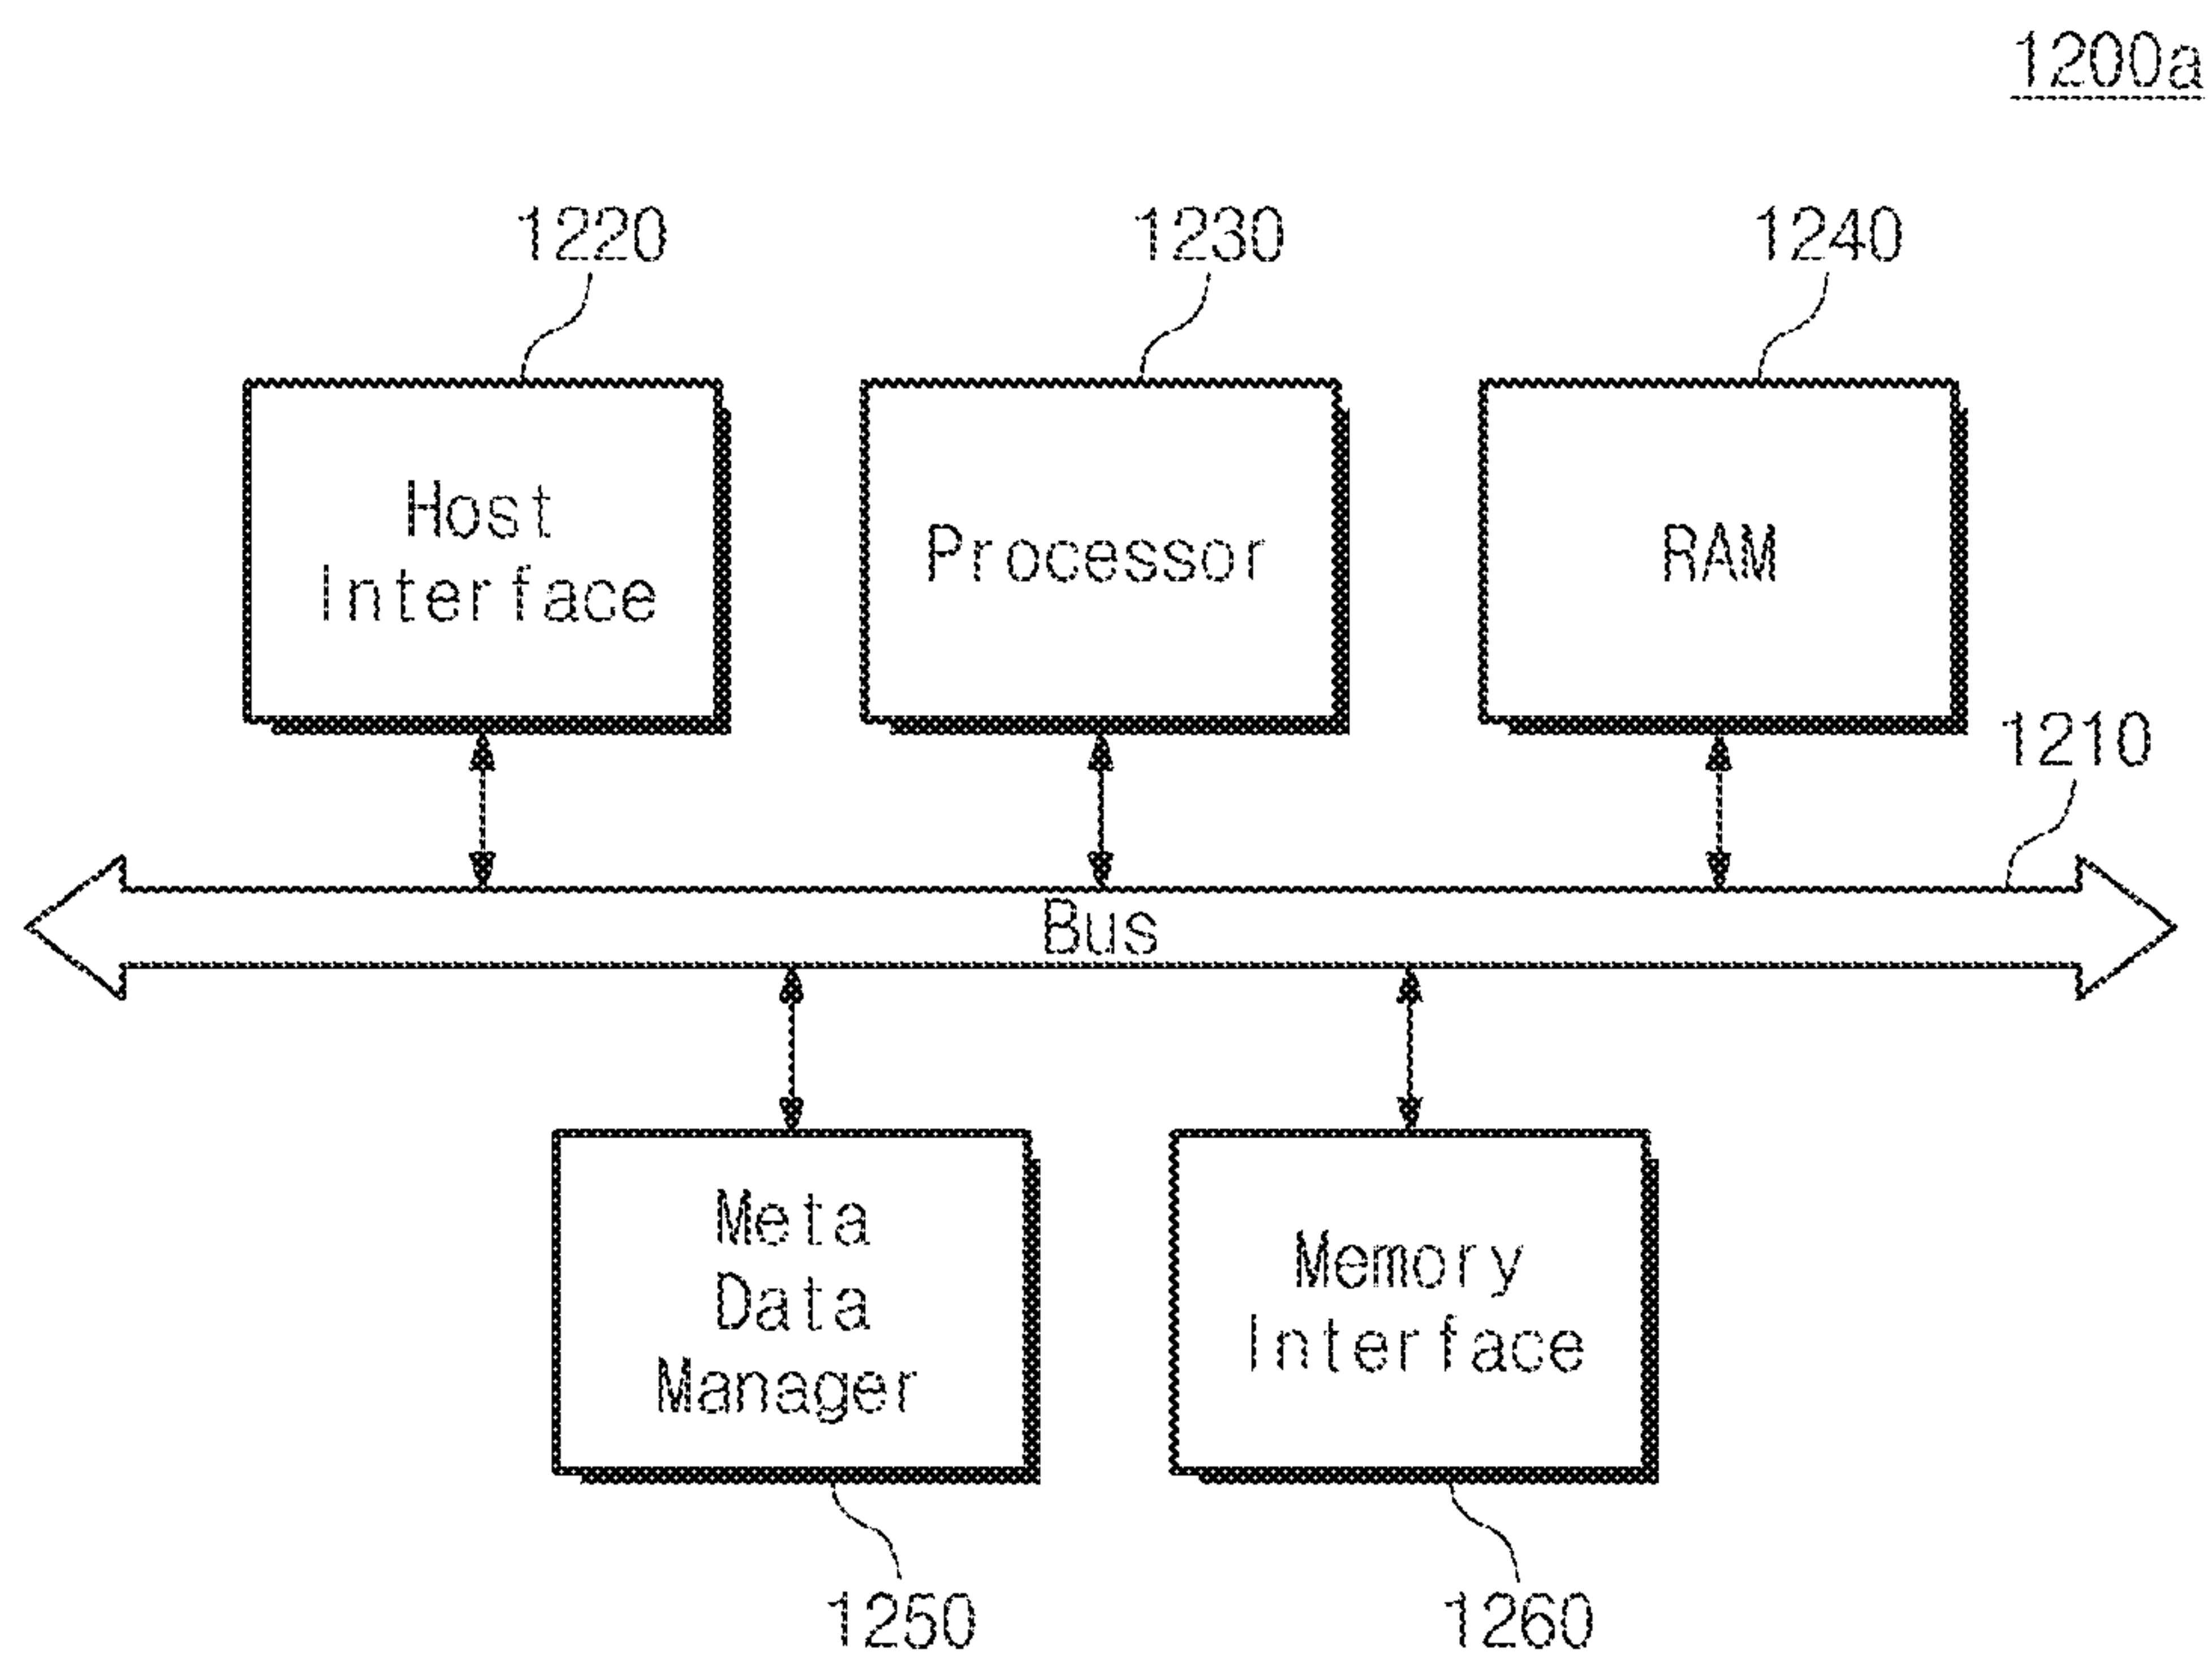 1200a
1220
1230
1240
Host
Interface
Processor
RAM
1210
Bus
Meta
Data
Manager
Memory
Interface
1250
1260